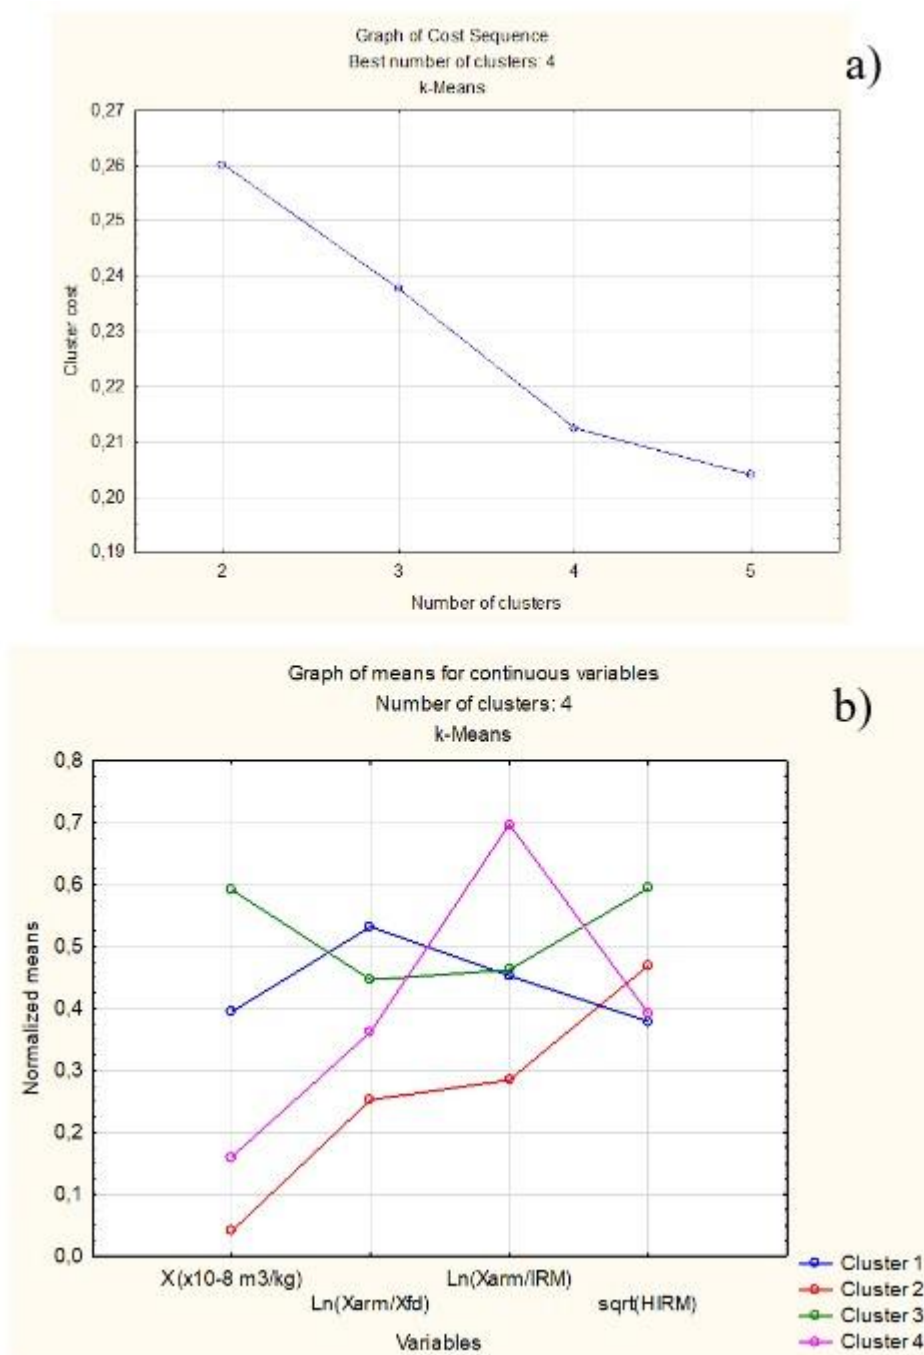 Graph of Cost Sequence
Best number of clusters: 4
k-Means
a)
0,27
0,26
0,25
0,24
0,23
0,22
0,21
0,20
0,19
Cluster cost
2 3 4 5
Number of clusters
Graph of means for continuous variables
Number of clusters: 4
k-Means
b)
0,8
0,7
0,6
0,5
0,4
0,3
0,2
0,1
0,0
Normalized means
X(x10-8 m3/kg) Ln(Xarm/IRM)
Ln(Xarm/Xfd) sqrt(HIRM)
Variables
Cluster 1
Cluster 2
Cluster 3
Cluster 4